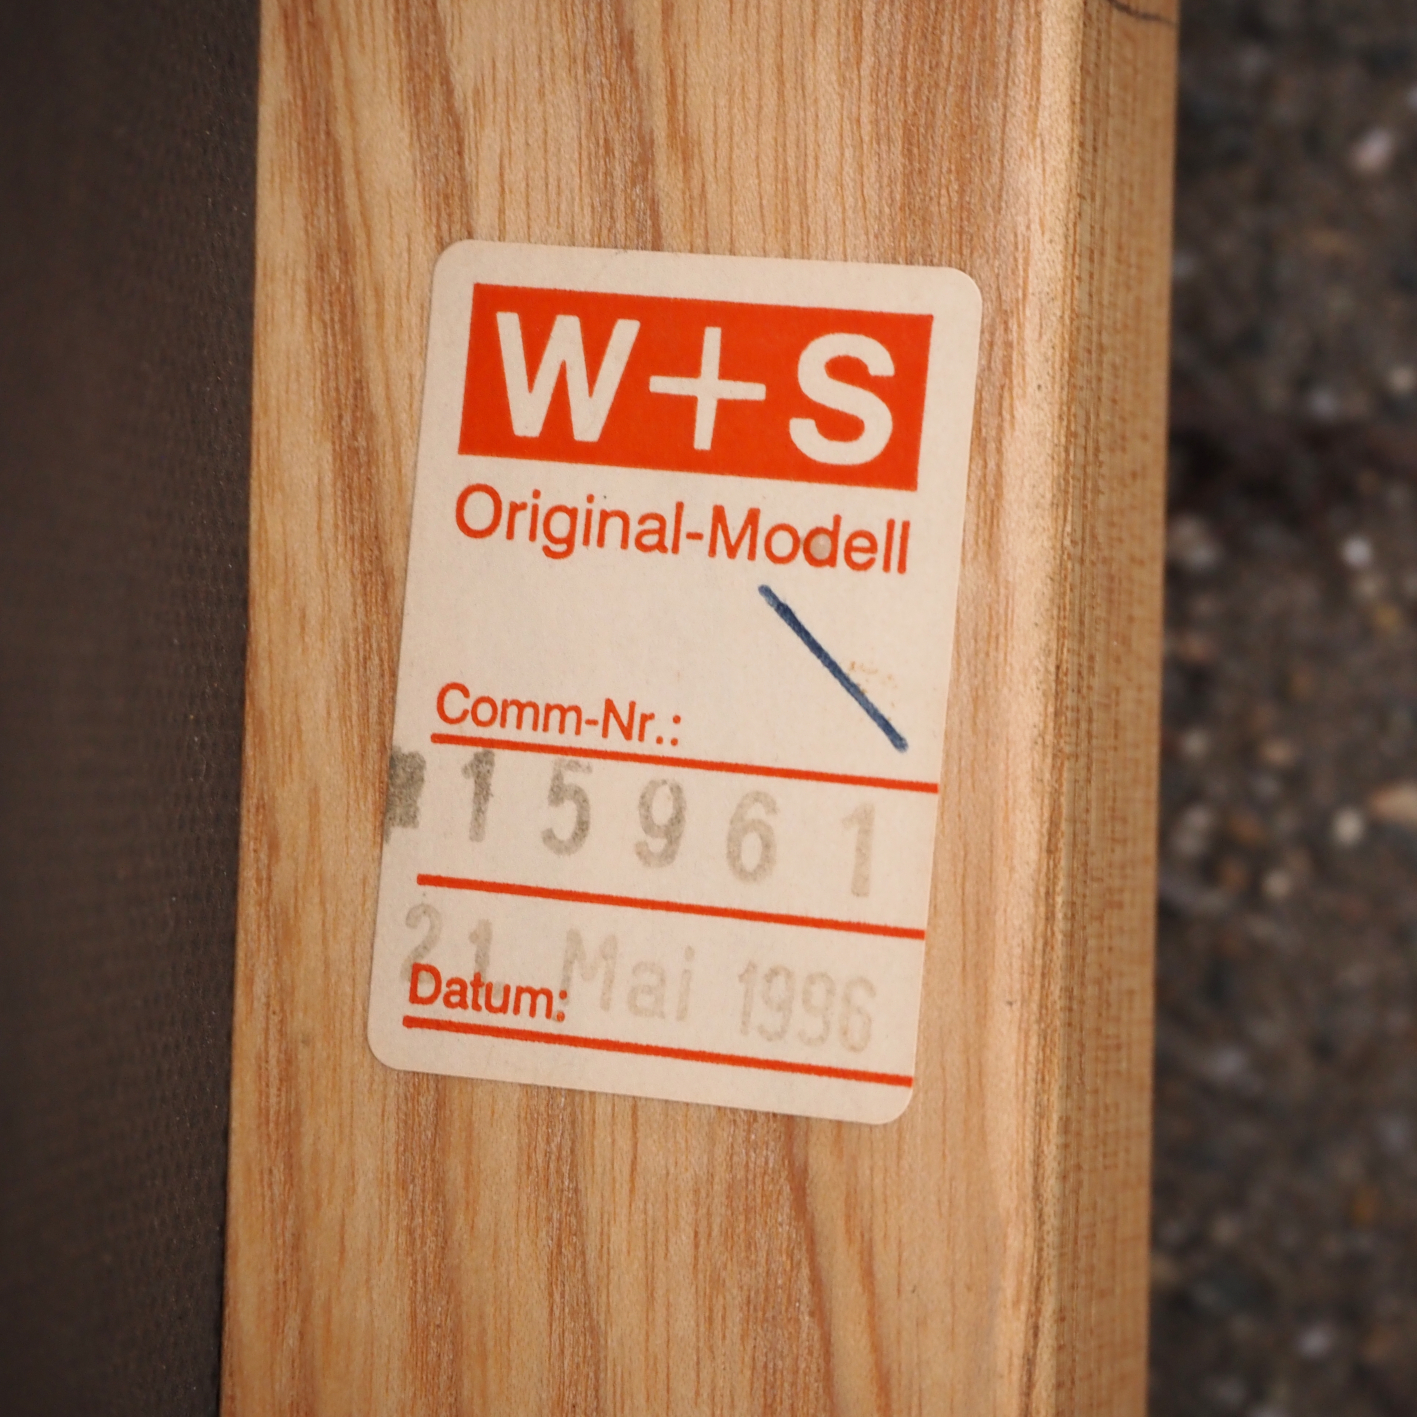 W+S
Original-Modell
Comm-Nr.:
15961
21. Mai 1996
Datum: